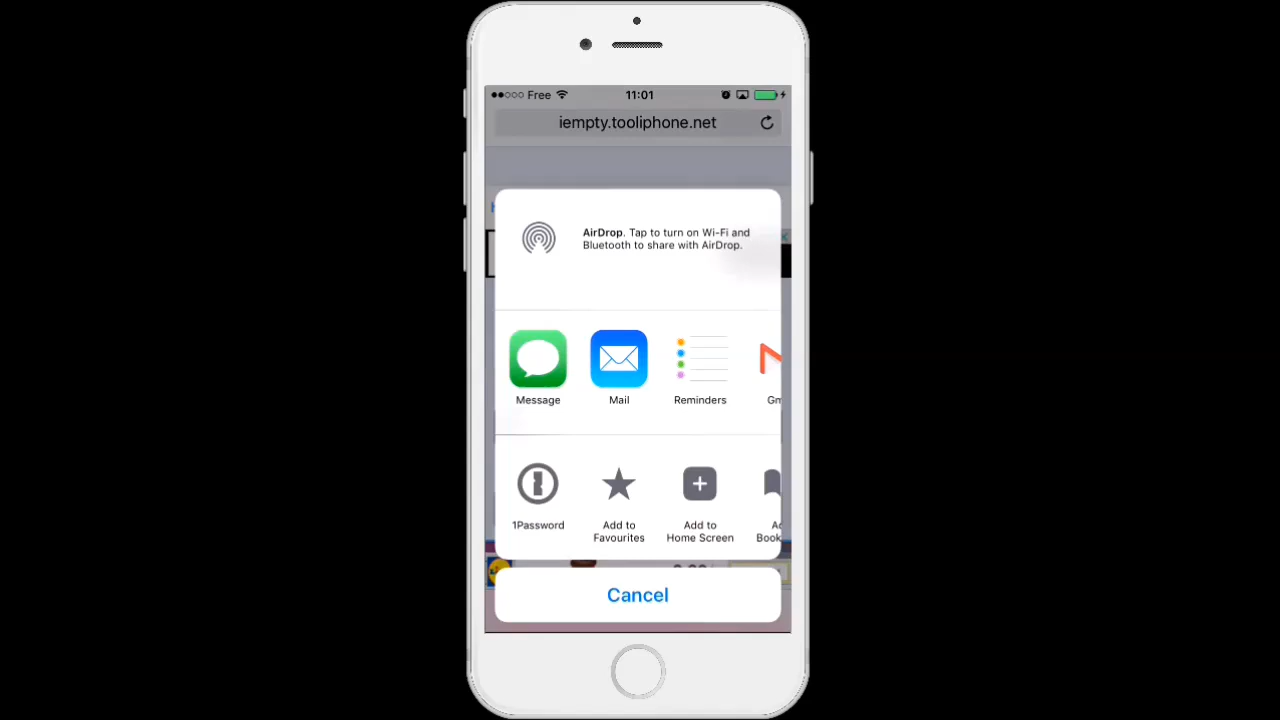 Free 11:01
iempty.tooliphone.net
AirDrop. Tap to turn on Wi-Fi and
Bluetooth to share with AirDrop.
Message Mail Reminders Gm
1Password Add to Add to
Favourites Home Screen Book
Cancel